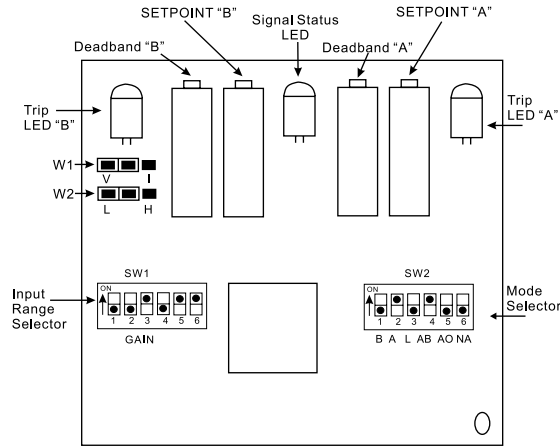 SETPOINT “B”
Signal Status
LED
SETPOINT “A”
Deadband “B”
Deadband “A”
Trip
LED “B”
Trip
LED “A”
W1
V I
W2
L H
SW1
ON
1 2 3 4 5 6
GAIN
Input
Range
Selector
SW2
ON
1 2 3 4 5 6
B A L AB AO NA
Mode
Selector